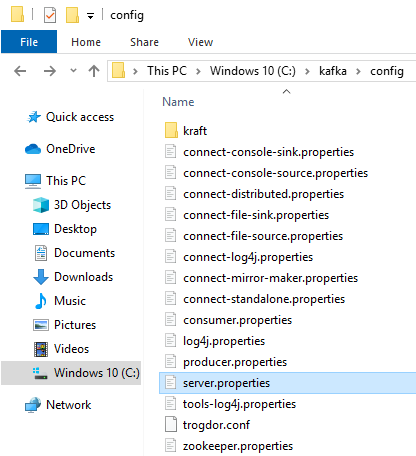 config
File
Home
Share
View
This PC > Windows 10 (C:) > kafka > config
Quick access
OneDrive
This PC
3D Objects
Desktop
Documents
Downloads
Music
Pictures
Videos
Windows 10 (C:)
Network
Name
kraft
connect-console-sink.properties
connect-console-source.properties
connect-distributed.properties
connect-file-sink.properties
connect-file-source.properties
connect-log4j.properties
connect-mirror-maker.properties
connect-standalone.properties
consumer.properties
log4j.properties
producer.properties
server.properties
tools-log4j.properties
trogdor.conf
zookeeper.properties